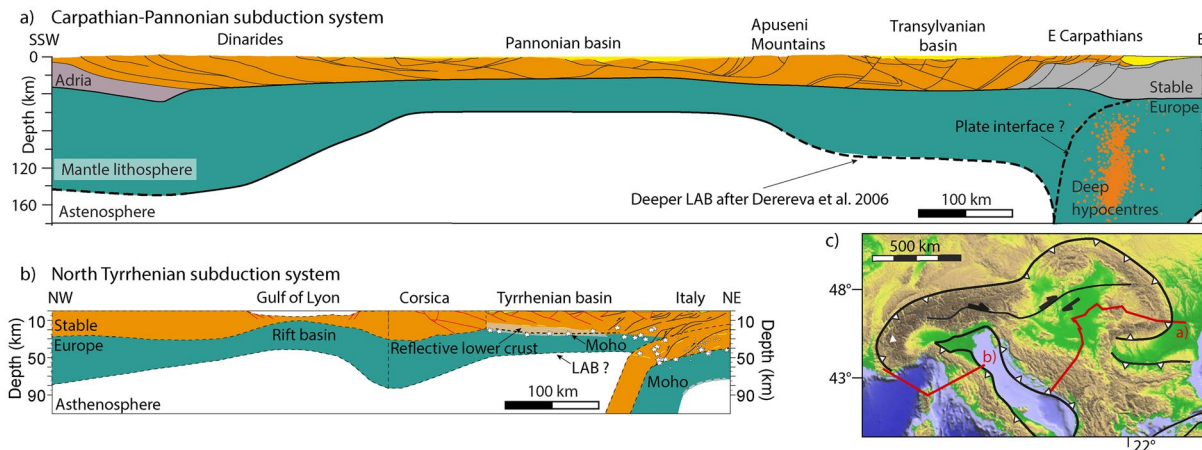 a) Carpathian-Pannonian subduction system
SSW
Dinarides
Pannonian basin
Apuseni
Mountains
Transylvanian
basin
E Carpathians
E
Depth (km)
0
40
80
120
160
Adria
Mantle lithosphere
Astenosphere
Stable
Europe
Plate interface ?
Deeper LAB after Derereva et al. 2006
100 km
Deep
hypocentres
b) North Tyrrhenian subduction system
NW
Gulf of Lyon
Corsica
Tyrrhenian basin
Italy
NE
Depth (km)
10
50
90
Stable
Europe
Rift basin
Reflective lower crust
Moho
LAB ?
Moho
Asthenosphere
100 km
10
50
90
Depth (km)
c)
500 km
48°
43°
22°
a)
b)